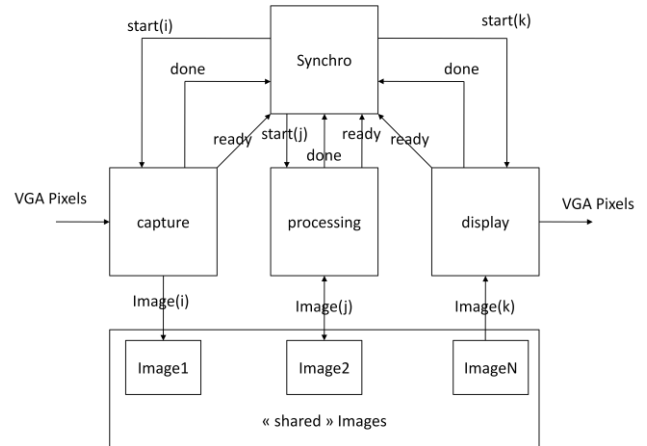 start(i)
start(k)
Synchro
done
done
ready
start(j)
ready
ready
done
VGA Pixels
capture
processing
display
VGA Pixels
Image(i)
Image(j)
Image(k)
Image1
Image2
ImageN
« shared » Images